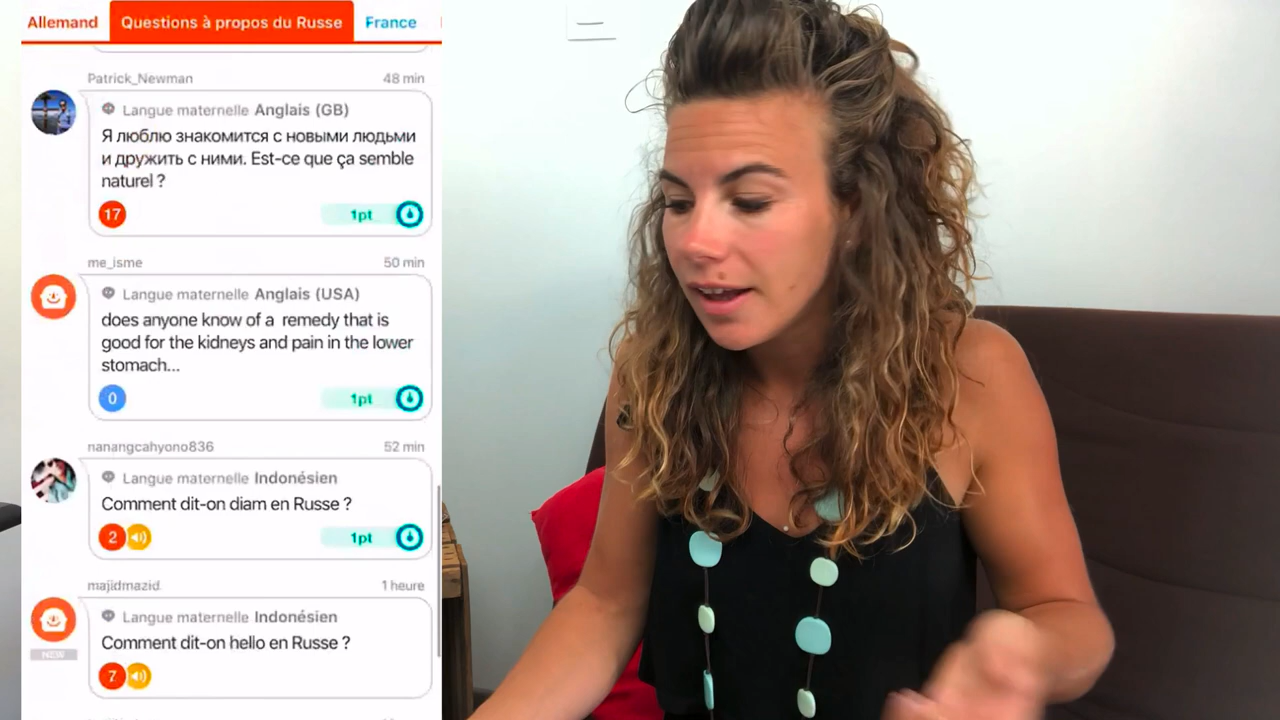 Allemand
Questions à propos du Russe
France
Patrick_Newman
48 min
Langue maternelle Anglais (GB)
Я люблю знакомится с новыми людьми
и дружить с ними. Est-ce que ça semble
naturel ?
17
1pt
me_isme
50 min
Langue maternelle Anglais (USA)
does anyone know of a remedy that is
good for the kidneys and pain in the lower
stomach...
0
1pt
nanangcahyono836
52 min
Langue maternelle Indonésien
Comment dit-on diam en Russe ?
2
1pt
majidmazid
1 heure
Langue maternelle Indonésien
Comment dit-on hello en Russe ?
NEW
7